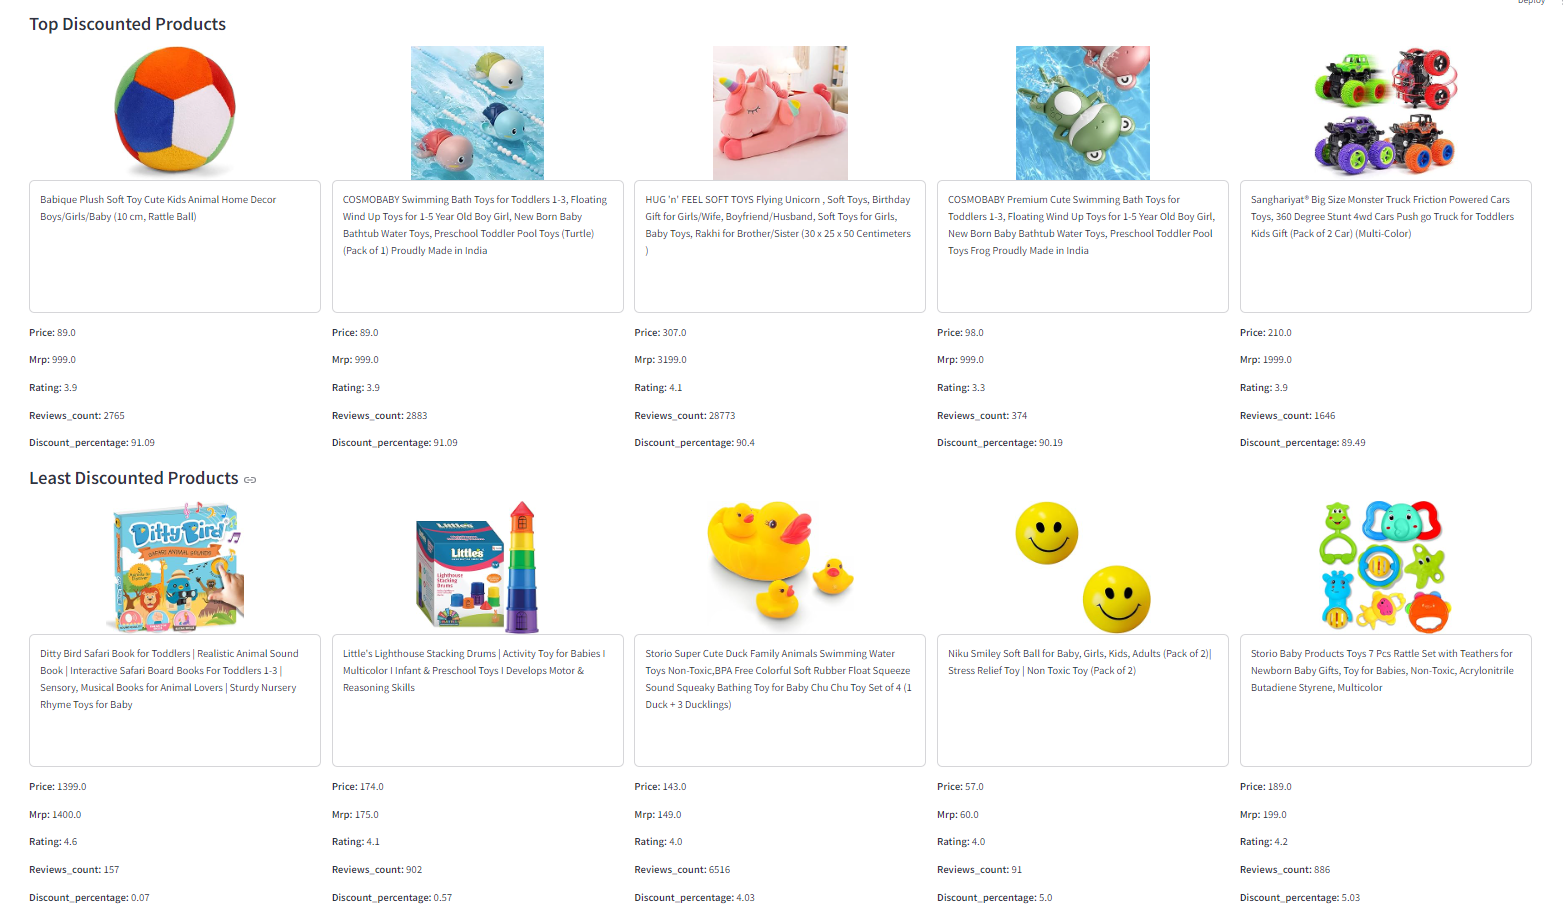 Deploy
Top Discounted Products
Babique Plush Soft Toy Cute Kids Animal Home Decor
Boys/Girls/Baby (10 cm, Rattle Ball)
Price: 89.0
Mrp: 999.0
Rating: 3.9
Reviews_count: 2765
Discount_percentage: 91.09
COSMOBABY Swimming Bath Toys for Toddlers 1-3, Floating
Wind Up Toys for 1-5 Year Old Boy Girl, New Born Baby
Bathtub Water Toys, Preschool Toddler Pool Toys (Turtle)
(Pack of 1) Proudly Made in India
Price: 89.0
Mrp: 999.0
Rating: 3.9
Reviews_count: 2883
Discount_percentage: 91.09
HUG 'n' FEEL SOFT TOYS Flying Unicorn , Soft Toys, Birthday
Gift for Girls/Wife, Boyfriend/Husband, Soft Toys for Girls,
Baby Toys, Rakhi for Brother/Sister (30 x 25 x 50 Centimeters
)
Price: 307.0
Mrp: 3199.0
Rating: 4.1
Reviews_count: 28773
Discount_percentage: 90.4
COSMOBABY Premium Cute Swimming Bath Toys for
Toddlers 1-3, Floating Wind Up Toys for 1-5 Year Old Boy Girl,
New Born Baby Bathtub Water Toys, Preschool Toddler Pool
Toys Frog Proudly Made in India
Price: 98.0
Mrp: 999.0
Rating: 3.3
Reviews_count: 374
Discount_percentage: 90.19
Sanghariyat® Big Size Monster Truck Friction Powered Cars
Toys, 360 Degree Stunt 4wd Cars Push go Truck for Toddlers
Kids Gift (Pack of 2 Car) (Multi-Color)
Price: 210.0
Mrp: 1999.0
Rating: 3.9
Reviews_count: 1646
Discount_percentage: 89.49
Least Discounted Products
Ditty Bird
SAFARI ANIMAL SOUNDS
Ditty Bird Safari Book for Toddlers | Realistic Animal Sound
Book | Interactive Safari Board Books For Toddlers 1-3 |
Sensory, Musical Books for Animal Lovers | Sturdy Nursery
Rhyme Toys for Baby
Price: 1399.0
Mrp: 1400.0
Rating: 4.6
Reviews_count: 157
Discount_percentage: 0.07
Little's
Little's
Lighthouse
Stacking
Drums
Little's Lighthouse Stacking Drums | Activity Toy for Babies I
Multicolor I Infant & Preschool Toys I Develops Motor &
Reasoning Skills
Price: 174.0
Mrp: 175.0
Rating: 4.1
Reviews_count: 902
Discount_percentage: 0.57
Storio Super Cute Duck Family Animals Swimming Water
Toys Non-Toxic,BPA Free Colorful Soft Rubber Float Squeeze
Sound Squeaky Bathing Toy for Baby Chu Chu Toy Set of 4 (1
Duck + 3 Ducklings)
Price: 143.0
Mrp: 149.0
Rating: 4.0
Reviews_count: 6516
Discount_percentage: 4.03
Niku Smiley Soft Ball for Baby, Girls, Kids, Adults (Pack of 2)|
Stress Relief Toy | Non Toxic Toy (Pack of 2)
Price: 57.0
Mrp: 60.0
Rating: 4.0
Reviews_count: 91
Discount_percentage: 5.0
Storio Baby Products Toys 7 Pcs Rattle Set with Teathers for
Newborn Baby Gifts, Toy for Babies, Non-Toxic, Acrylonitrile
Butadiene Styrene, Multicolor
Price: 189.0
Mrp: 199.0
Rating: 4.2
Reviews_count: 886
Discount_percentage: 5.03